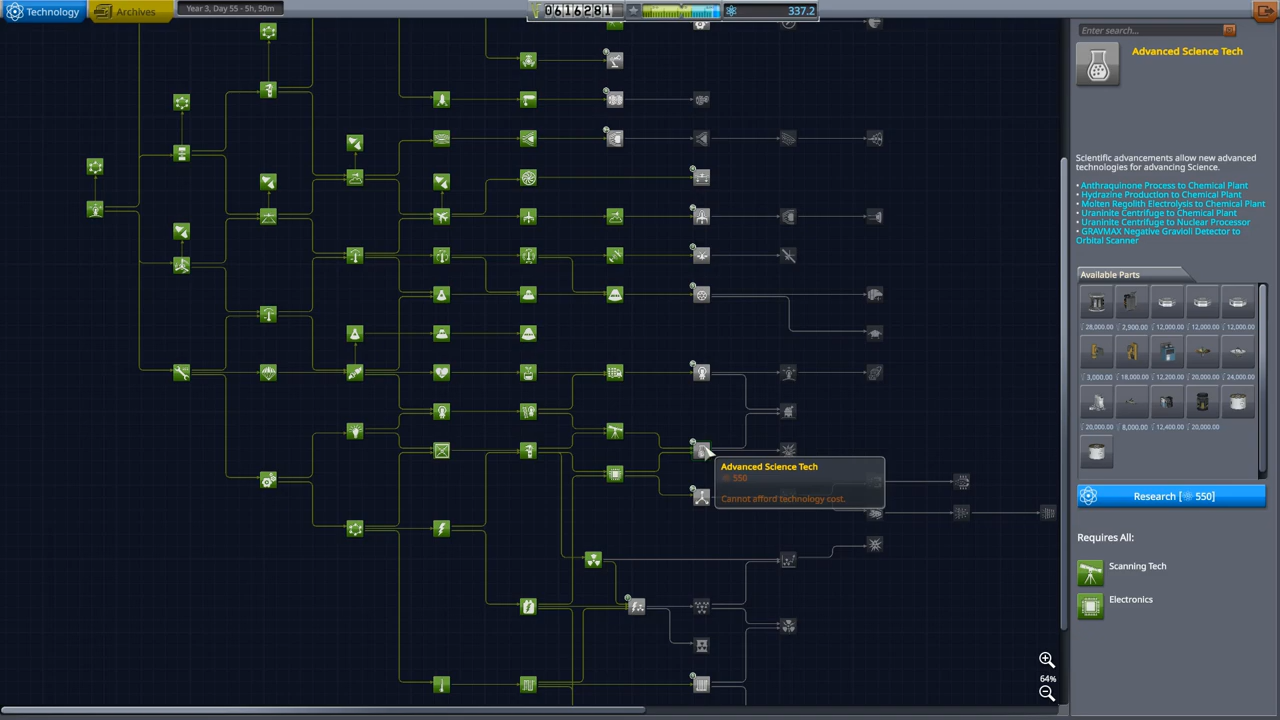 Technology
Archives
Year 3, Day 55 - 5h, 50m
0616281
337.2
Enter search...
Advanced Science Tech
Scientific advancements allow new advanced
technologies for advancing Science.
• Anthraquinone Process to Chemical Plant
• Hydrazine Production to Chemical Plant
• Molten Regolith Electrolysis to Chemical Plant
• Uraninite Centrifuge to Chemical Plant
• Uraninite Centrifuge to Nuclear Processor
• GRAVMAX Negative Gravioli Detector to
Orbital Scanner
Available Parts
28,000.00 2,900.00 12,000.00 12,000.00 12,000.00
3,000.00 18,000.00 12,200.00 20,000.00 24,000.00
20,000.00 8,000.00 12,400.00 20,000.00
Advanced Science Tech
550
Cannot afford technology cost.
Research [ 550]
Requires All:
Scanning Tech
Electronics
64%